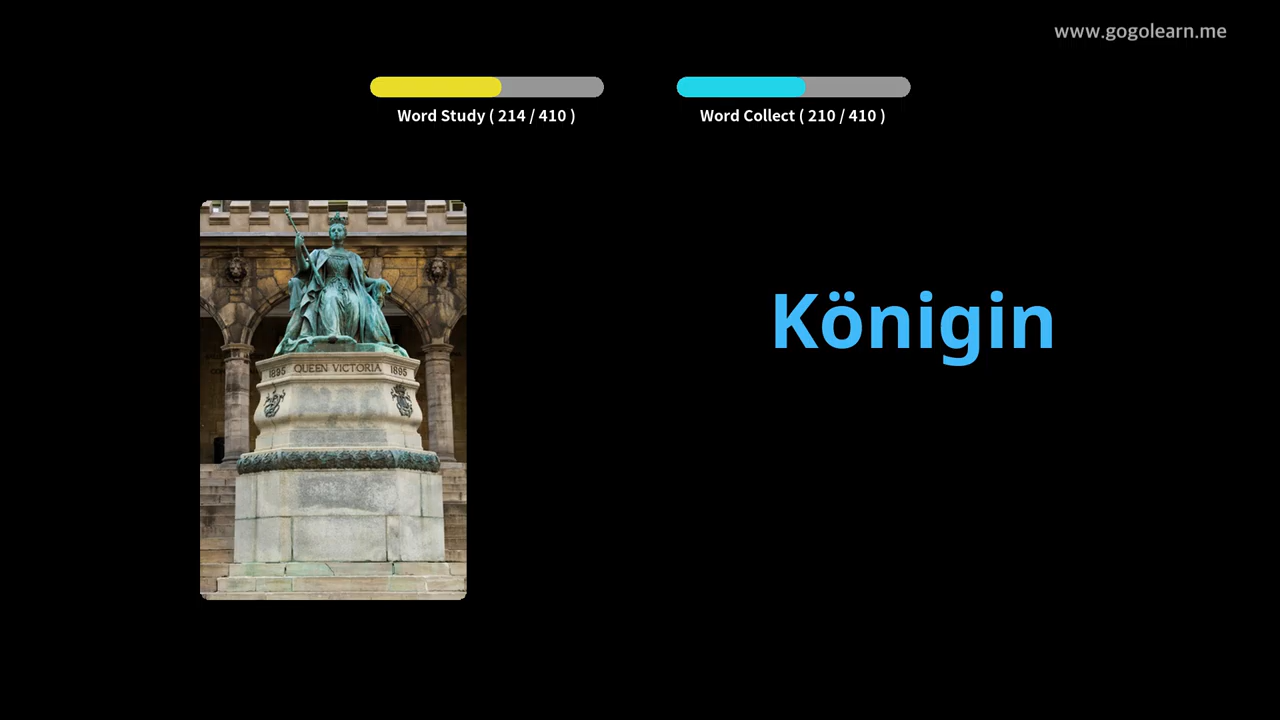 www.gogolearn.me
Word Study ( 214 / 410 )
Word Collect ( 210 / 410 )
Königin
1895 QUEEN VICTORIA 1895